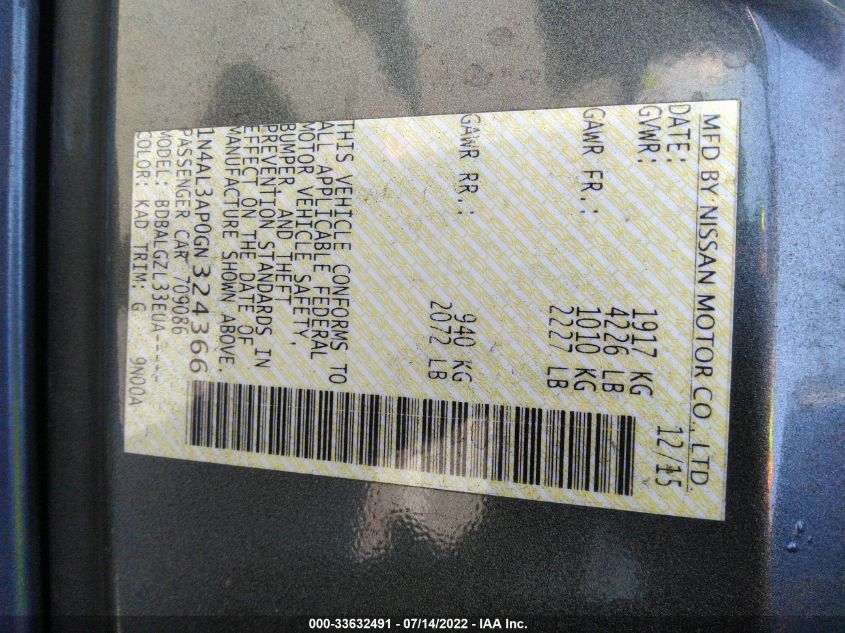 MFD BY NISSAN MOTOR CO., LTD
DATE: 12/15
GVWR: 1917 KG
4226 LB
GAWR FR.: 1010 KG
2227 LB
GAWR RR.: 940 KG
2072 LB
THIS VEHICLE CONFORMS TO
ALL APPLICABLE FEDERAL
MOTOR VEHICLE SAFETY,
BUMPER AND THEFT
PREVENTION STANDARDS IN
EFFECT ON THE DATE OF
MANUFACTURE SHOWN ABOVE.
1N4AL3AP0GN324366
PASSENGER CAR 709086
MODEL: BDBALGZL33EUA-----
COLOR: KAD TRIM: G 9N00A
000-33632491 - 07/14/2022 - IAA Inc.